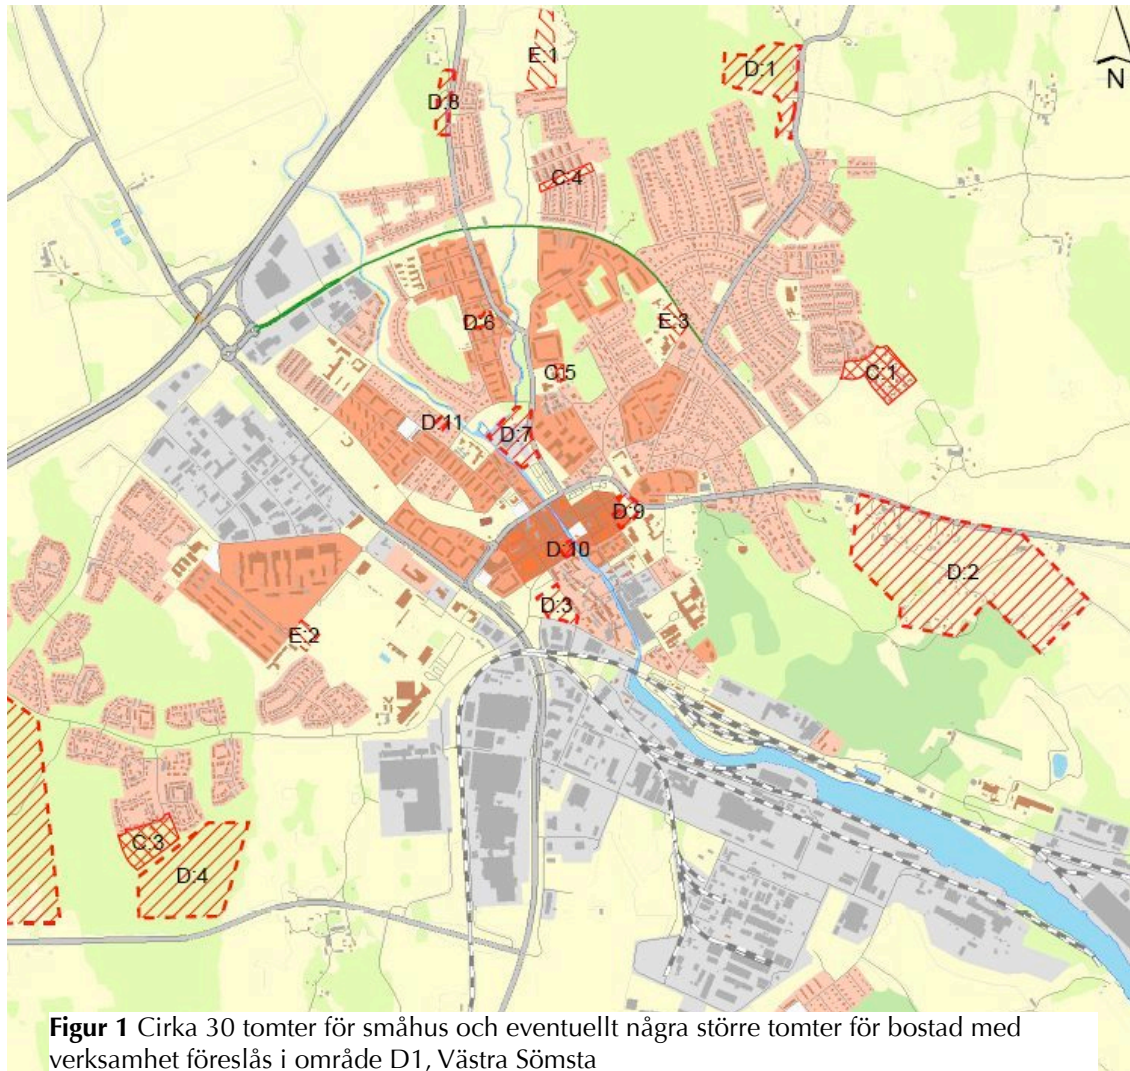 E:1
D:1
N
D:8
C:4
D:6
E:3
C:5
C:1
D:11
D:7
D:9
D:10
D:2
D:3
E:2
C:3
D:4
Figur 1 Cirka 30 tomter för småhus och eventuellt några större tomter för bostad med
verksamhet föreslås i område D1, Västra Sömsta